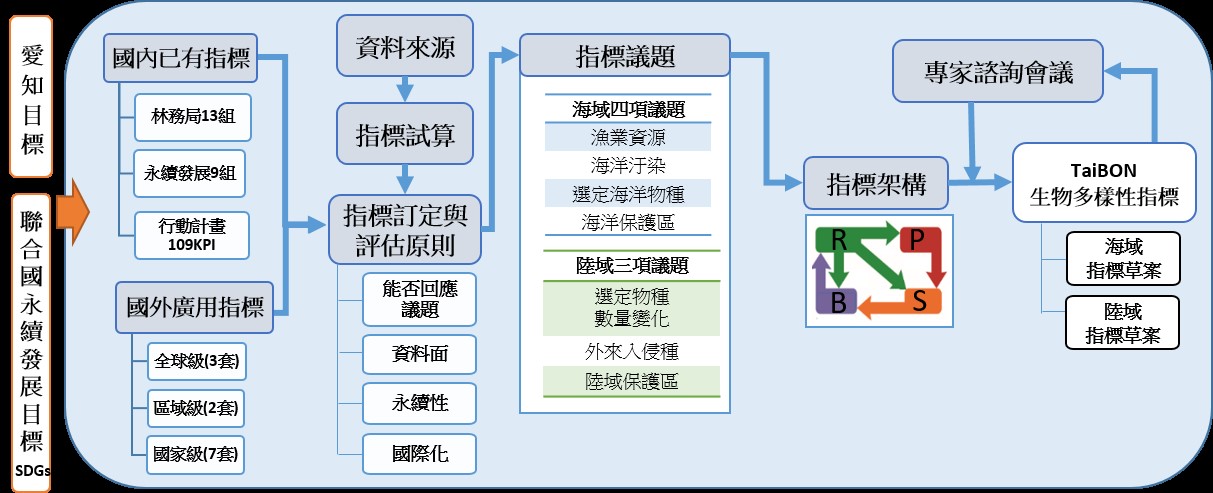 愛知目標
聯合國永續發展目標
SDGs
國內已有指標
林務局13組
永續發展9組
行動計畫
109KPI
國外廣用指標
全球級(3套)
區域級(2套)
國家級(7套)
資料來源
指標試算
指標訂定與
評估原則
能否回應
議題
資料面
永續性
國際化
指標議題
海域四項議題
漁業資源
海洋汙染
選定海洋物種
海洋保護區
陸域三項議題
選定物種
數量變化
外來入侵種
陸域保護區
指標架構
R
P
B
S
專家諮詢會議
TaiBON
生物多樣性指標
海域
指標草案
陸域
指標草案